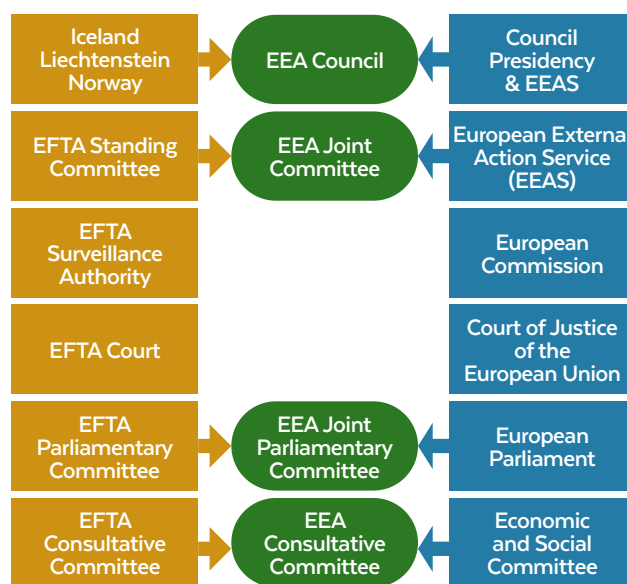 Iceland
Liechtenstein
Norway
EEA Council
Council
Presidency
& EEAS
EFTA Standing
Committee
EEA Joint
Committee
European External
Action Service
(EEAS)
EFTA
Surveillance
Authority
European
Commission
EFTA Court
Court of Justice
of the
European Union
EFTA
Parliamentary
Committee
EEA Joint
Parliamentary
Committee
European
Parliament
EFTA
Consultative
Committee
EEA
Consultative
Committee
Economic
and Social
Committee